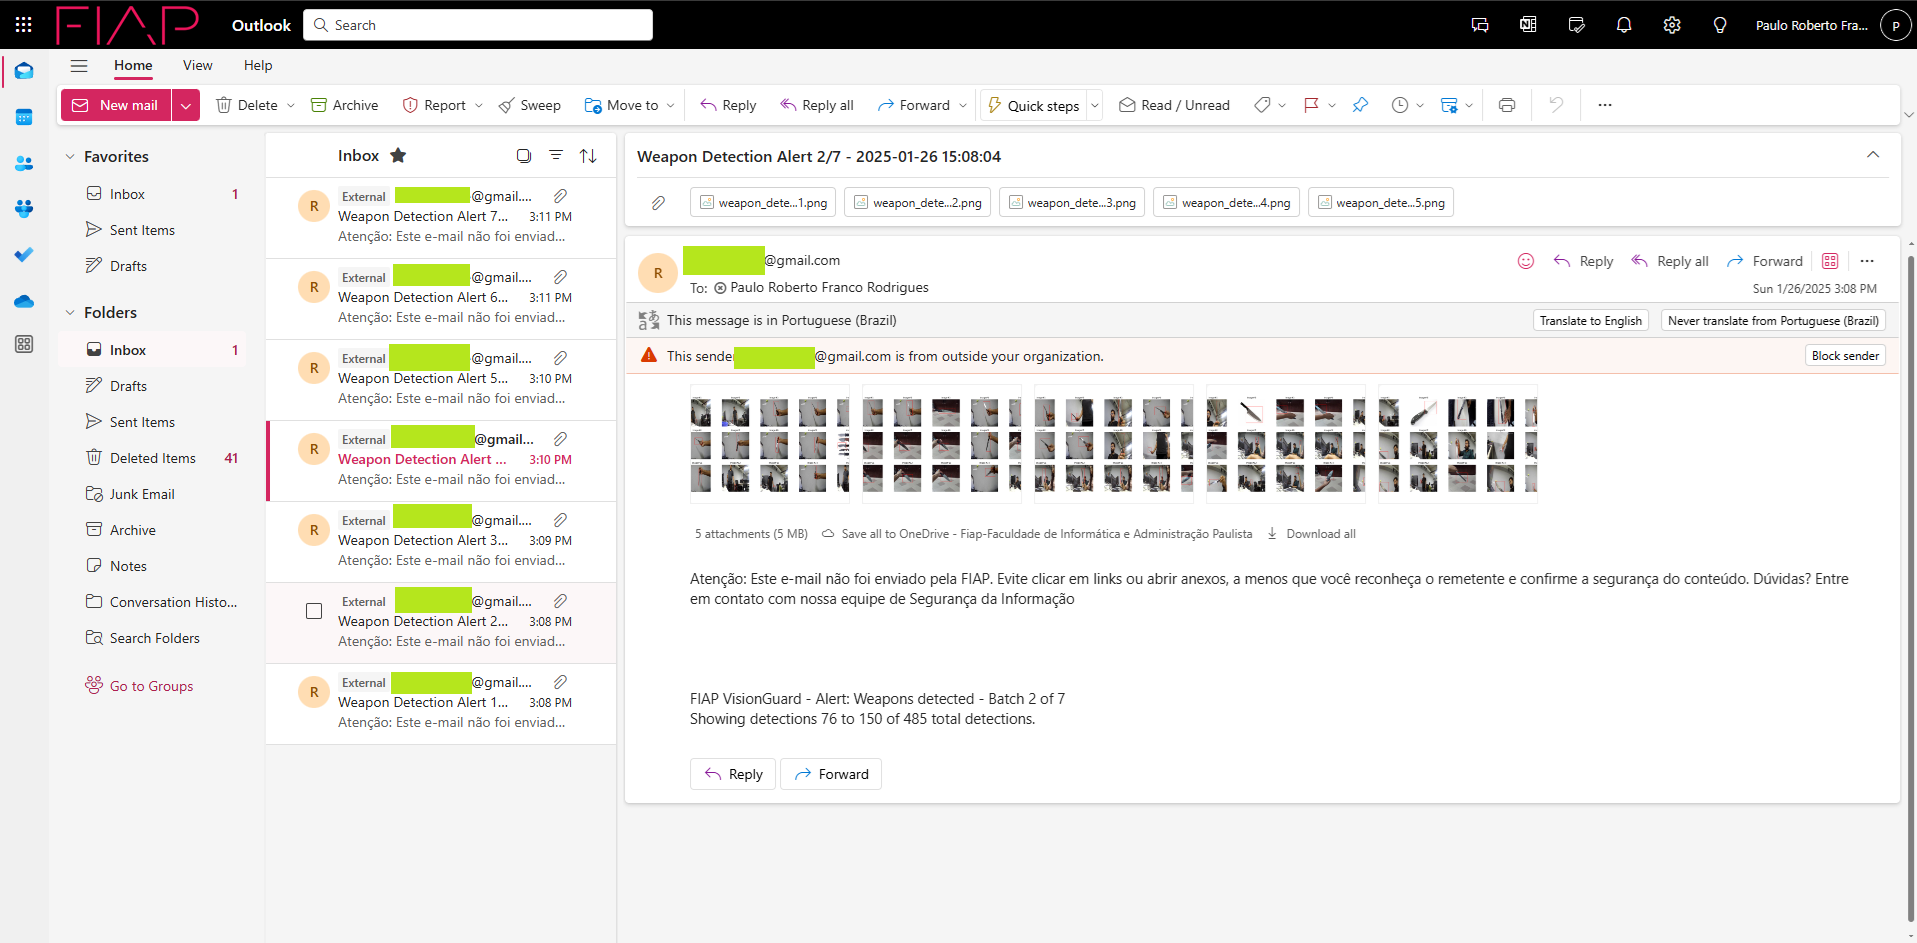 FIAP
Outlook
Search
Paulo Roberto Fra...
P
Home
View
Help
New mail
Delete
Archive
Report
Sweep
Move to
Reply
Reply all
Forward
Quick steps
Read / Unread
Favorites
Inbox
1
Sent Items
Drafts
Folders
Inbox
1
Drafts
Sent Items
Deleted Items
41
Junk Email
Archive
Notes
Conversation Histo...
Search Folders
Go to Groups
Inbox
R
External
@gmail....
Weapon Detection Alert 7...
3:11 PM
Atenção: Este e-mail não foi enviad...
R
External
@gmail....
Weapon Detection Alert 6...
3:11 PM
Atenção: Este e-mail não foi enviad...
R
External
@gmail....
Weapon Detection Alert 5...
3:10 PM
Atenção: Este e-mail não foi enviad...
R
External
@gmail...
Weapon Detection Alert ...
3:10 PM
Atenção: Este e-mail não foi enviad...
R
External
@gmail....
Weapon Detection Alert 3...
3:09 PM
Atenção: Este e-mail não foi enviad...
External
@gmail....
Weapon Detection Alert 2...
3:08 PM
Atenção: Este e-mail não foi enviad...
R
External
@gmail....
Weapon Detection Alert 1...
3:08 PM
Atenção: Este e-mail não foi enviad...
Weapon Detection Alert 2/7 - 2025-01-26 15:08:04
weapon_dete...1.png
weapon_dete...2.png
weapon_dete...3.png
weapon_dete...4.png
weapon_dete...5.png
R
@gmail.com
To: Paulo Roberto Franco Rodrigues
Reply
Reply all
Forward
Sun 1/26/2025 3:08 PM
This message is in Portuguese (Brazil)
Translate to English
Never translate from Portuguese (Brazil)
This sende @gmail.com is from outside your organization.
Block sender
5 attachments (5 MB)
Save all to OneDrive - Fiap-Faculdade de Informática e Administração Paulista
Download all
Atenção: Este e-mail não foi enviado pela FIAP. Evite clicar em links ou abrir anexos, a menos que você reconheça o remetente e confirme a segurança do conteúdo. Dúvidas? Entre
em contato com nossa equipe de Segurança da Informação
FIAP VisionGuard - Alert: Weapons detected - Batch 2 of 7
Showing detections 76 to 150 of 485 total detections.
Reply
Forward